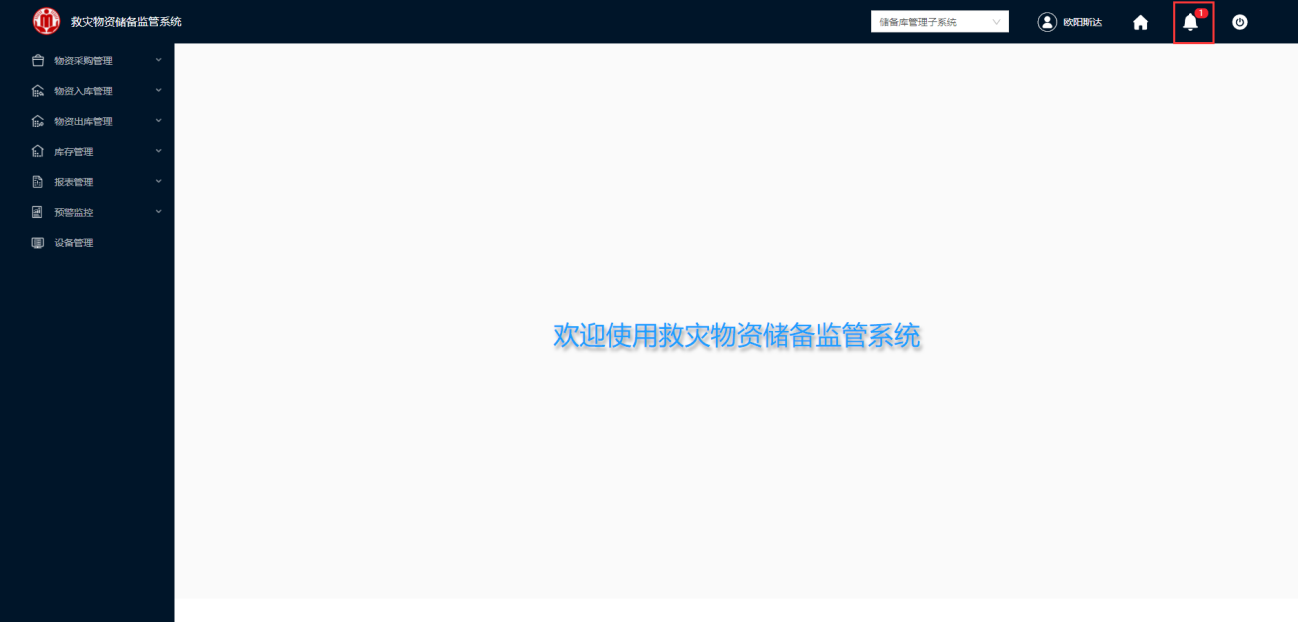 救灾物资储备监管系统
储备库管理子系统
欧阳斯达
1
物资采购管理
物资入库管理
物资出库管理
库存管理
报表管理
预警监控
设备管理
欢迎使用救灾物资储备监管系统